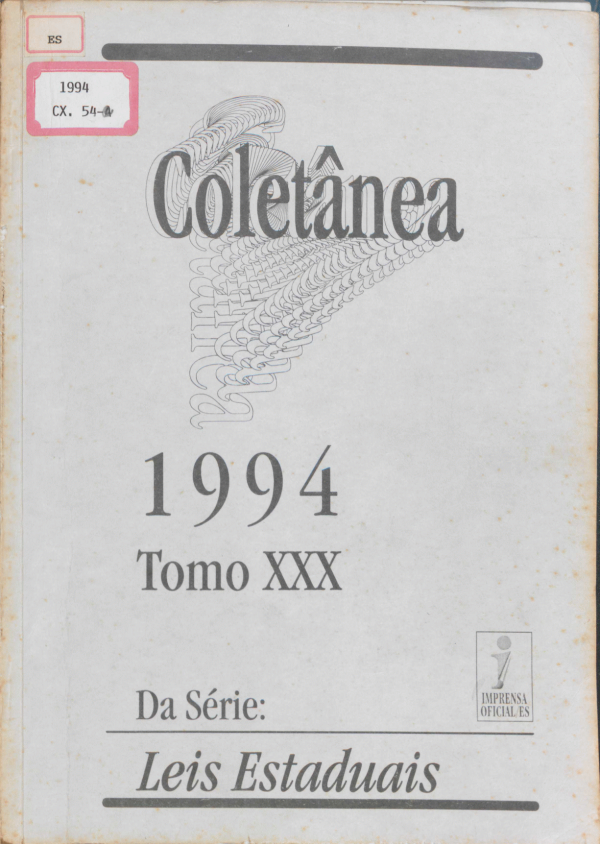 ES
1994
CX. 54-A
Coletânea
1994
Tomo XXX
IMPRENSA
OFICIAL/ES
Da Série:
Leis Estaduais